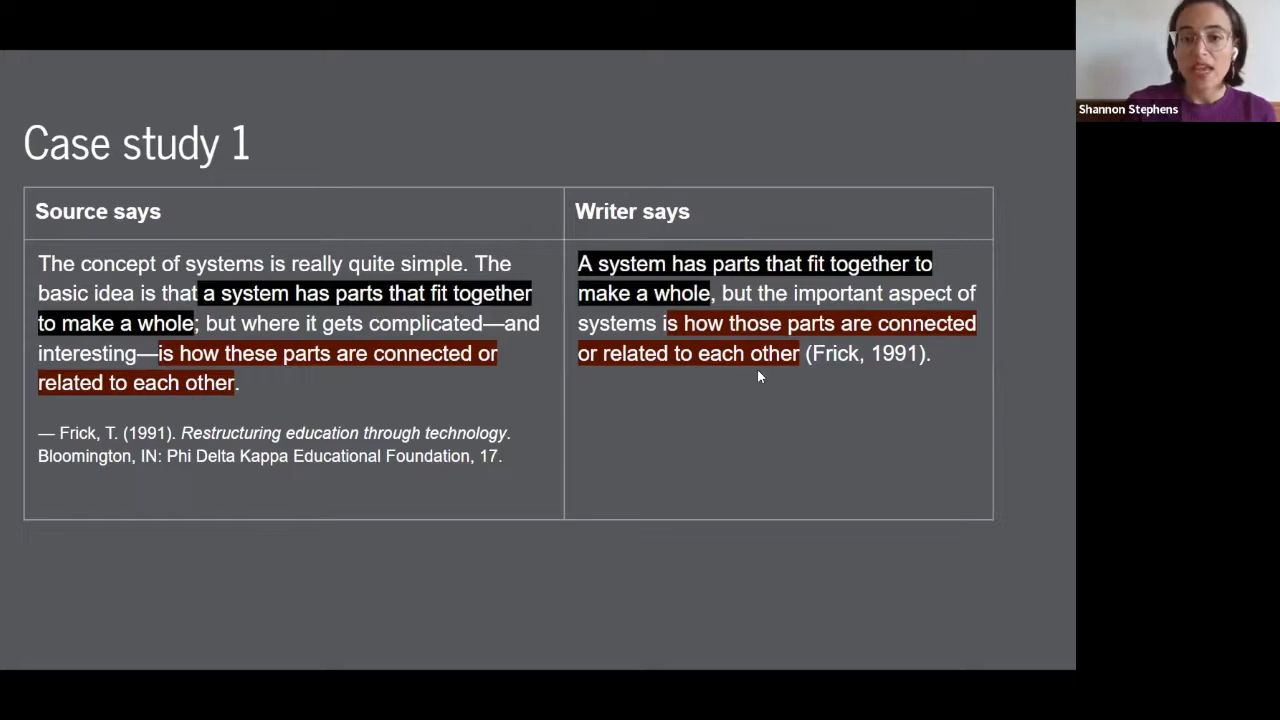 Shannon Stephens
Case study 1
Source says
The concept of systems is really quite simple. The
basic idea is that a system has parts that fit together
to make a whole; but where it gets complicated—and
interesting—is how these parts are connected or
related to each other.
— Frick, T. (1991). Restructuring education through technology.
Bloomington, IN: Phi Delta Kappa Educational Foundation, 17.
Writer says
A system has parts that fit together to
make a whole, but the important aspect of
systems is how those parts are connected
or related to each other (Frick, 1991).